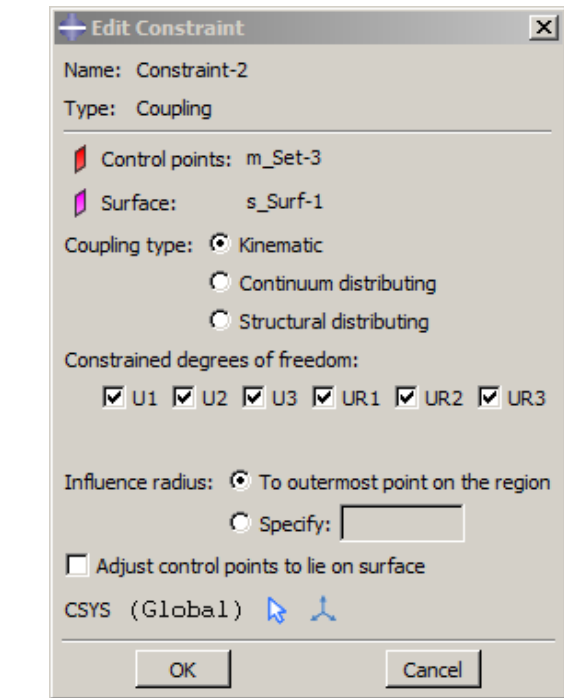 Edit Constraint
Name: Constraint-2
Type: Coupling
Control points: m_Set-3
Surface: s_Surf-1
Coupling type: Kinematic
Continuum distributing
Structural distributing
Constrained degrees of freedom:
U1 U2 U3 UR1 UR2 UR3
Influence radius: To outermost point on the region
Specify:
Adjust control points to lie on surface
CSYS (Global)
OK Cancel